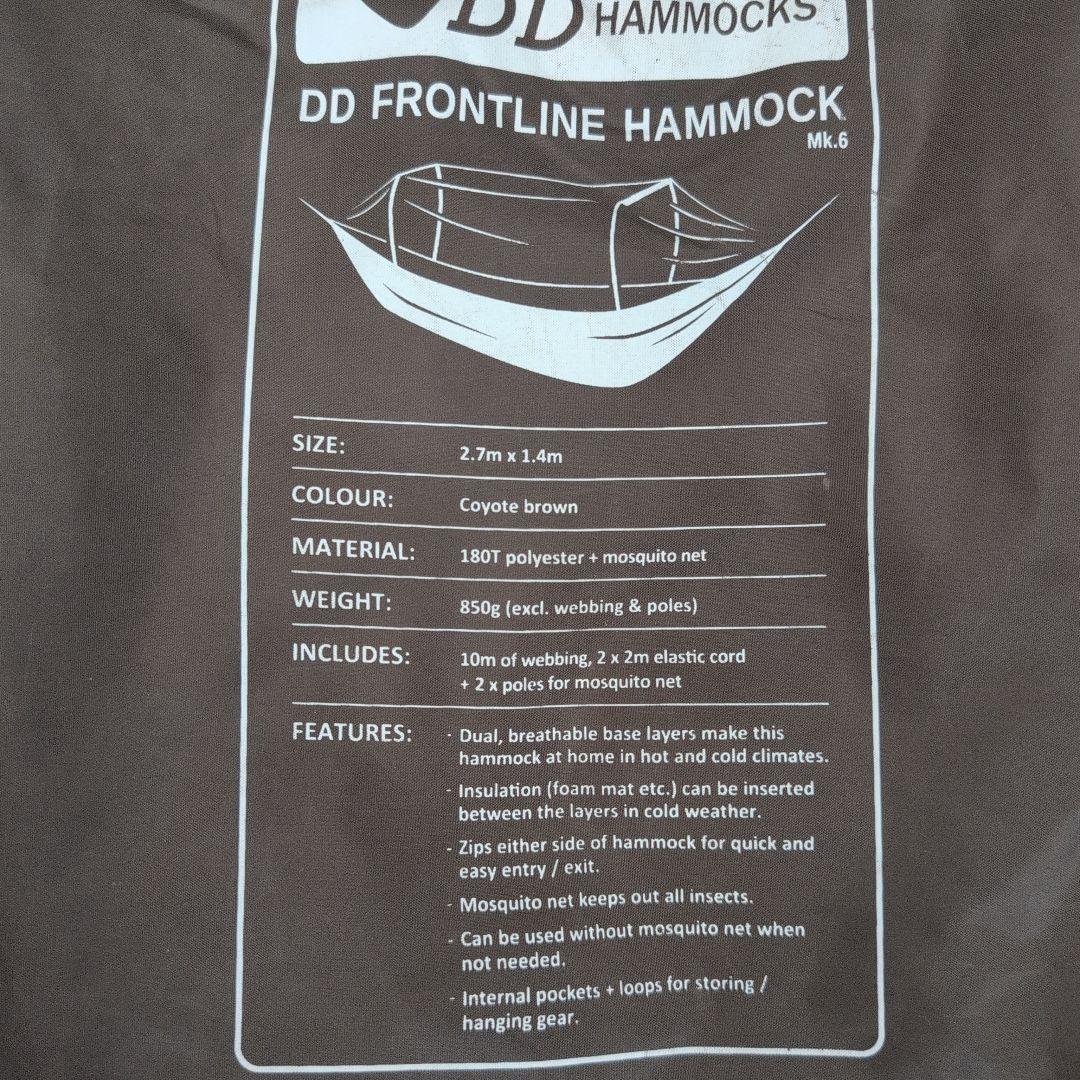 DD HAMMOCKS
DD FRONTLINE HAMMOCK
Mk.6
SIZE: 2.7m x 1.4m
COLOUR: Coyote brown
MATERIAL: 180T polyester + mosquito net
WEIGHT: 850g (excl. webbing & poles)
INCLUDES: 10m of webbing, 2 x 2m elastic cord
+ 2 x poles for mosquito net
FEATURES: - Dual, breathable base layers make this
hammock at home in hot and cold climates.
- Insulation (foam mat etc.) can be inserted
between the layers in cold weather.
- Zips either side of hammock for quick and
easy entry / exit.
- Mosquito net keeps out all insects.
- Can be used without mosquito net when
not needed.
- Internal pockets + loops for storing /
hanging gear.